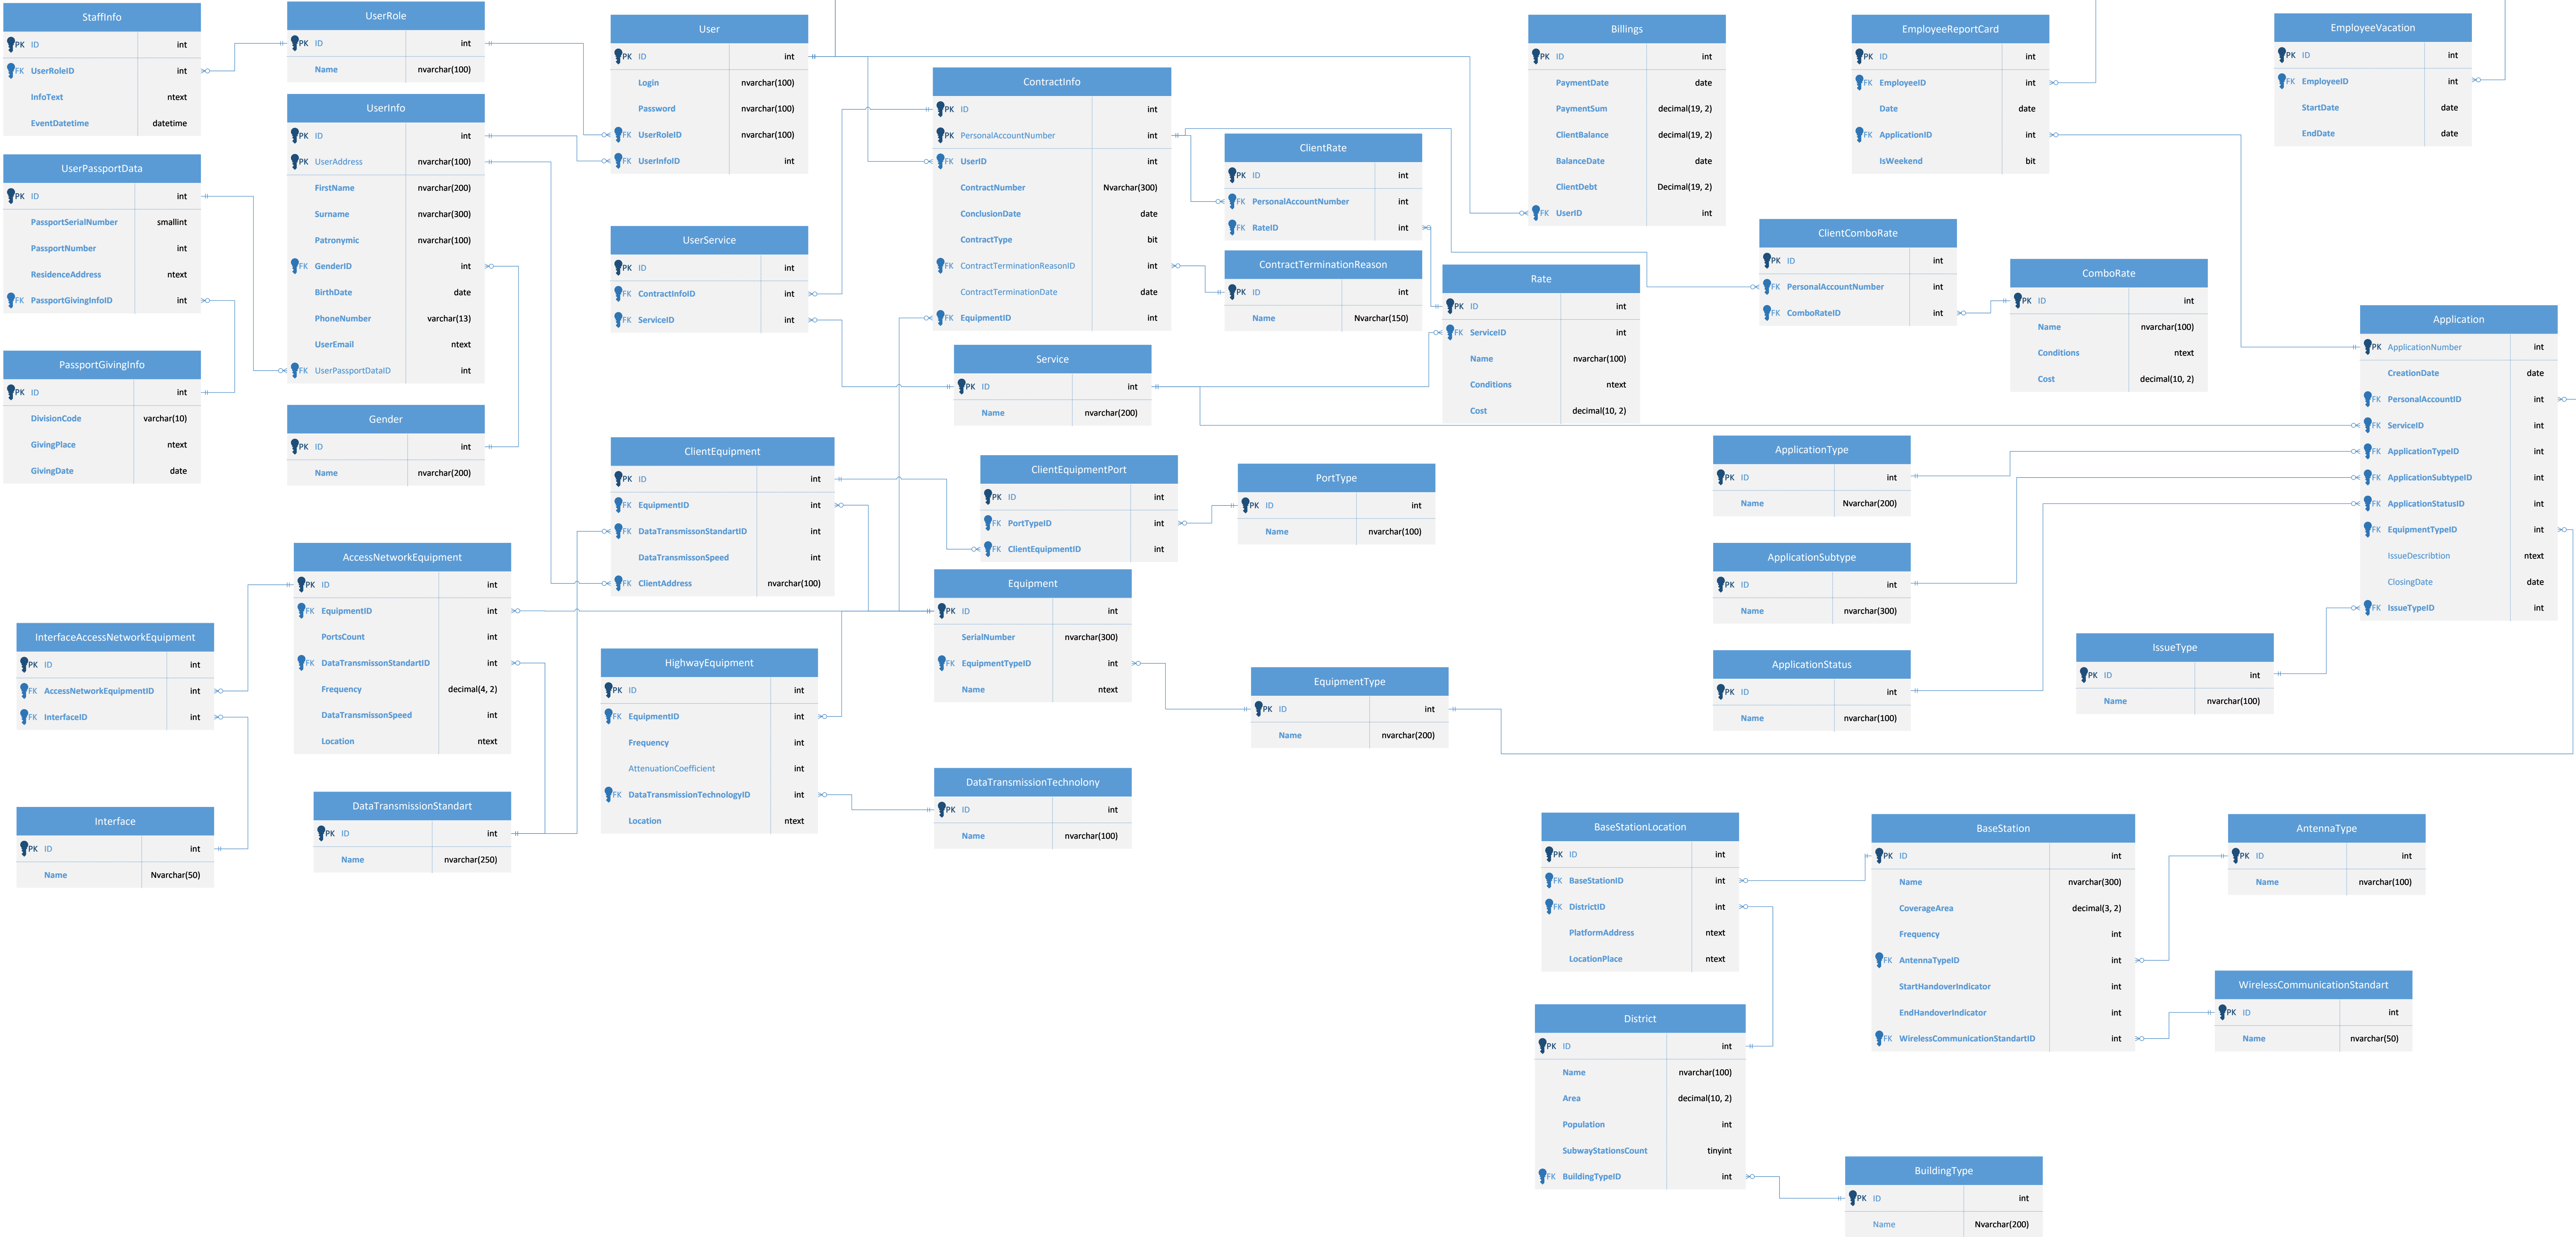 StaffInfo
PK ID int
FK UserRoleID int
InfoText ntext
EventDatetime datetime
UserPassportData
PK ID int
PassportSerialNumber smallint
PassportNumber int
ResidenceAddress ntext
FK PassportGivingInfoID int
PassportGivingInfo
PK ID int
DivisionCode varchar(10)
GivingPlace ntext
GivingDate date
UserRole
PK ID int
Name nvarchar(100)
UserInfo
PK ID int
PK UserAddress nvarchar(100)
FirstName nvarchar(200)
Surname nvarchar(300)
Patronymic nvarchar(100)
FK GenderID int
BirthDate date
PhoneNumber varchar(13)
UserEmail ntext
FK UserPassportDataID int
Gender
PK ID int
Name nvarchar(200)
User
PK ID int
Login nvarchar(100)
Password nvarchar(100)
FK UserRoleID nvarchar(100)
FK UserInfoID int
UserService
PK ID int
FK ContractInfoID int
FK ServiceID int
ContractInfo
PK ID int
PK PersonalAccountNumber int
FK UserID int
ContractNumber Nvarchar(300)
ConclusionDate date
ContractType bit
FK ContractTerminationReasonID int
ContractTerminationDate date
FK EquipmentID int
Service
PK ID int
Name nvarchar(200)
ClientRate
PK ID int
FK PersonalAccountNumber int
FK RateID int
ContractTerminationReason
PK ID int
Name Nvarchar(150)
Rate
PK ID int
FK ServiceID int
Name nvarchar(100)
Conditions ntext
Cost decimal(10, 2)
Billings
PK ID int
PaymentDate date
PaymentSum decimal(19, 2)
ClientBalance decimal(19, 2)
BalanceDate date
ClientDebt Decimal(19, 2)
FK UserID int
EmployeeReportCard
PK ID int
FK EmployeeID int
Date date
FK ApplicationID int
IsWeekend bit
EmployeeVacation
PK ID int
FK EmployeeID int
StartDate date
EndDate date
ClientComboRate
PK ID int
FK PersonalAccountNumber int
FK ComboRateID int
ComboRate
PK ID int
Name nvarchar(100)
Conditions ntext
Cost decimal(10, 2)
Application
PK ApplicationNumber int
CreationDate date
FK PersonalAccountID int
FK ServiceID int
FK ApplicationTypeID int
FK ApplicationSubtypeID int
FK ApplicationStatusID int
FK EquipmentTypeID int
IssueDescribtion ntext
ClosingDate date
FK IssueTypeID int
ApplicationType
PK ID int
Name Nvarchar(200)
ApplicationSubtype
PK ID int
Name nvarchar(300)
ApplicationStatus
PK ID int
Name nvarchar(100)
IssueType
PK ID int
Name nvarchar(100)
ClientEquipment
PK ID int
FK EquipmentID int
FK DataTransmissonStandartID int
DataTransmissonSpeed int
FK ClientAddress nvarchar(100)
ClientEquipmentPort
PK ID int
FK PortTypeID int
FK ClientEquipmentID int
PortType
PK ID int
Name nvarchar(100)
AccessNetworkEquipment
PK ID int
FK EquipmentID int
PortsCount int
FK DataTransmissonStandartID int
Frequency decimal(4, 2)
DataTransmissonSpeed int
Location ntext
InterfaceAccessNetworkEquipment
PK ID int
FK AccessNetworkEquipmentID int
FK InterfaceID int
Interface
PK ID int
Name Nvarchar(50)
DataTransmissionStandart
PK ID int
Name nvarchar(250)
HighwayEquipment
PK ID int
FK EquipmentID int
Frequency int
AttenuationCoefficient int
FK DataTransmissionTechnologyID int
Location ntext
Equipment
PK ID int
SerialNumber nvarchar(300)
FK EquipmentTypeID int
Name ntext
EquipmentType
PK ID int
Name nvarchar(200)
DataTransmissionTechnolony
PK ID int
Name nvarchar(100)
BaseStationLocation
PK ID int
FK BaseStationID int
FK DistrictID int
PlatformAddress ntext
LocationPlace ntext
BaseStation
PK ID int
Name nvarchar(300)
CoverageArea decimal(3, 2)
Frequency int
FK AntennaTypeID int
StartHandoverIndicator int
EndHandoverIndicator int
FK WirelessCommunicationStandartID int
AntennaType
PK ID int
Name nvarchar(100)
WirelessCommunicationStandart
PK ID int
Name nvarchar(50)
District
PK ID int
Name nvarchar(100)
Area decimal(10, 2)
Population int
SubwayStationsCount tinyint
FK BuildingTypeID int
BuildingType
PK ID int
Name Nvarchar(200)